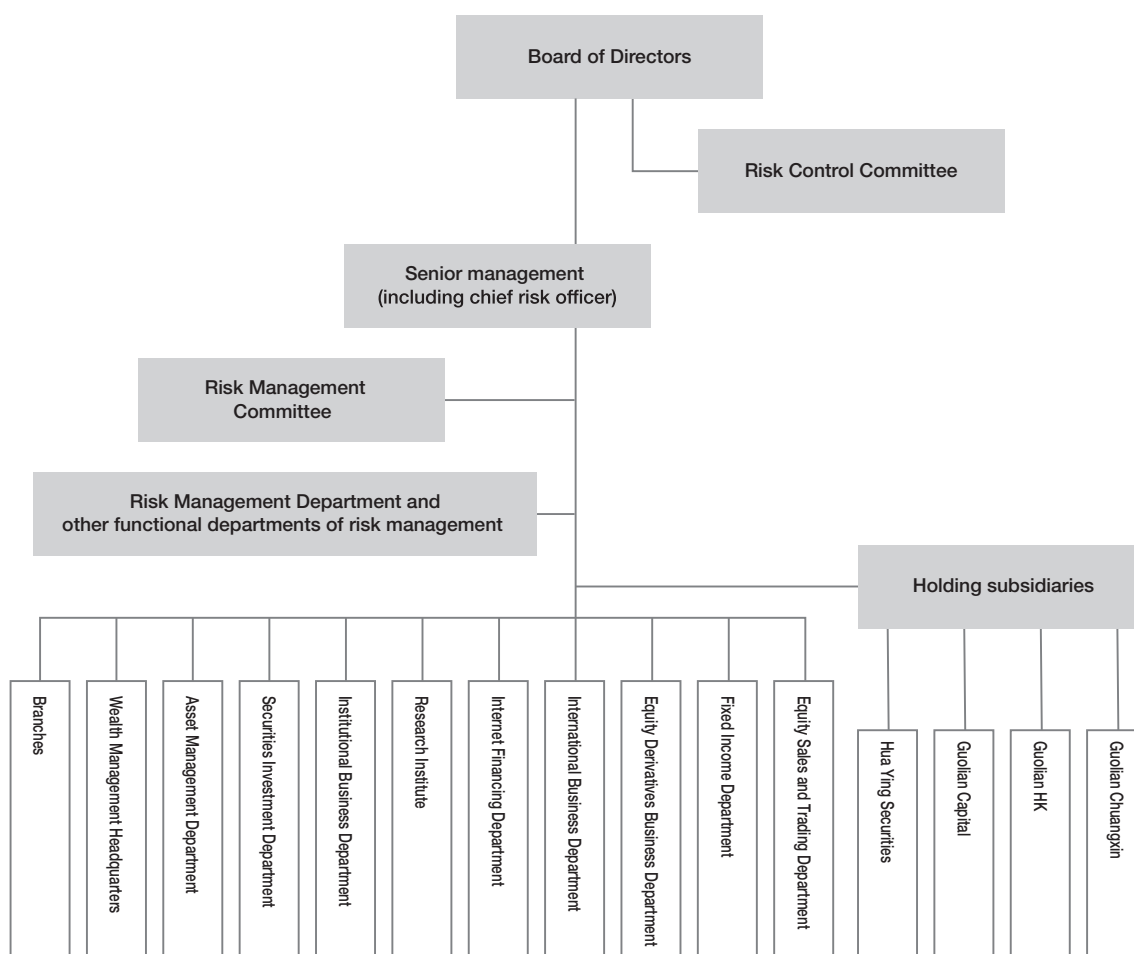 Board of Directors
Risk Control Committee
Senior management
(including chief risk officer)
Risk Management
Committee
Risk Management Department and
other functional departments of risk management
Holding subsidiaries
Branches
Wealth Management Headquarters
Asset Management Department
Securities Investment Department
Institutional Business Department
Research Institute
Internet Financing Department
International Business Department
Equity Derivatives Business Department
Fixed Income Department
Equity Sales and Trading Department
Hua Ying Securities
Guolian Capital
Guolian HK
Guolian Chuangxin